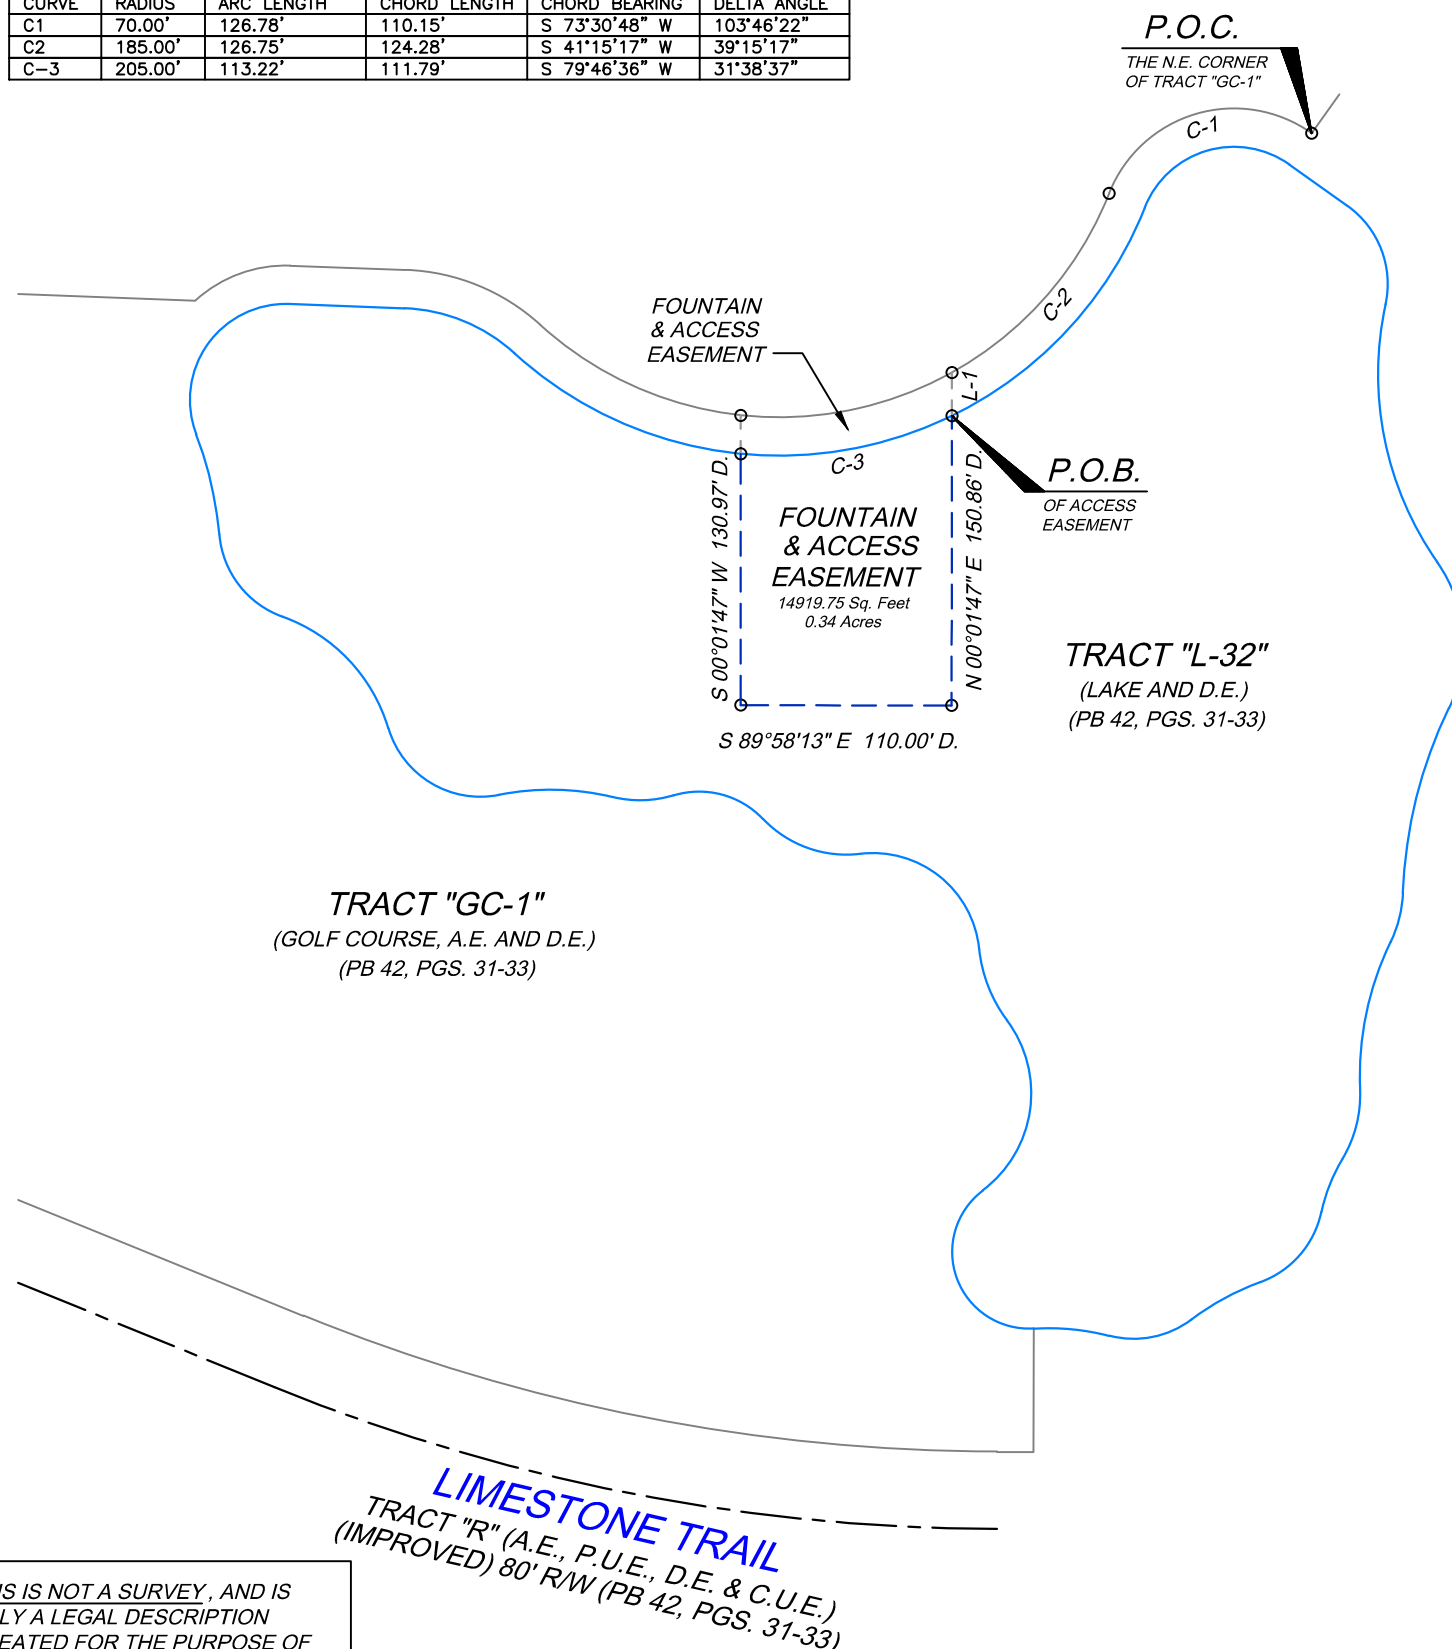 CURVE RADIUS ARC LENGTH CHORD LENGTH CHORD BEARING DELTA ANGLE
C1 70.00' 126.78' 110.15' S 73°30'48" W 103°46'22"
C2 185.00' 126.75' 124.28' S 41°15'17" W 39°15'17"
C-3 205.00' 113.22' 111.79' S 79°46'36" W 31°38'37"
P.O.C.
THE N.E. CORNER
OF TRACT "GC-1"
C-1
C-2
FOUNTAIN
& ACCESS
EASEMENT
L-1
C-3
P.O.B.
OF ACCESS
EASEMENT
S 00°01'47" W 130.97' D.
N 00°01'47" E 150.86' D.
FOUNTAIN
& ACCESS
EASEMENT
14919.75 Sq. Feet
0.34 Acres
S 89°58'13" E 110.00' D.
TRACT "L-32"
(LAKE AND D.E.)
(PB 42, PGS. 31-33)
TRACT "GC-1"
(GOLF COURSE, A.E. AND D.E.)
(PB 42, PGS. 31-33)
LIMESTONE TRAIL
TRACT "R" (A.E., P.U.E., D.E. & C.U.E.)
(IMPROVED) 80' R/W (PB 42, PGS. 31-33)
IS IS NOT A SURVEY, AND IS
LY A LEGAL DESCRIPTION
EATED FOR THE PURPOSE OF